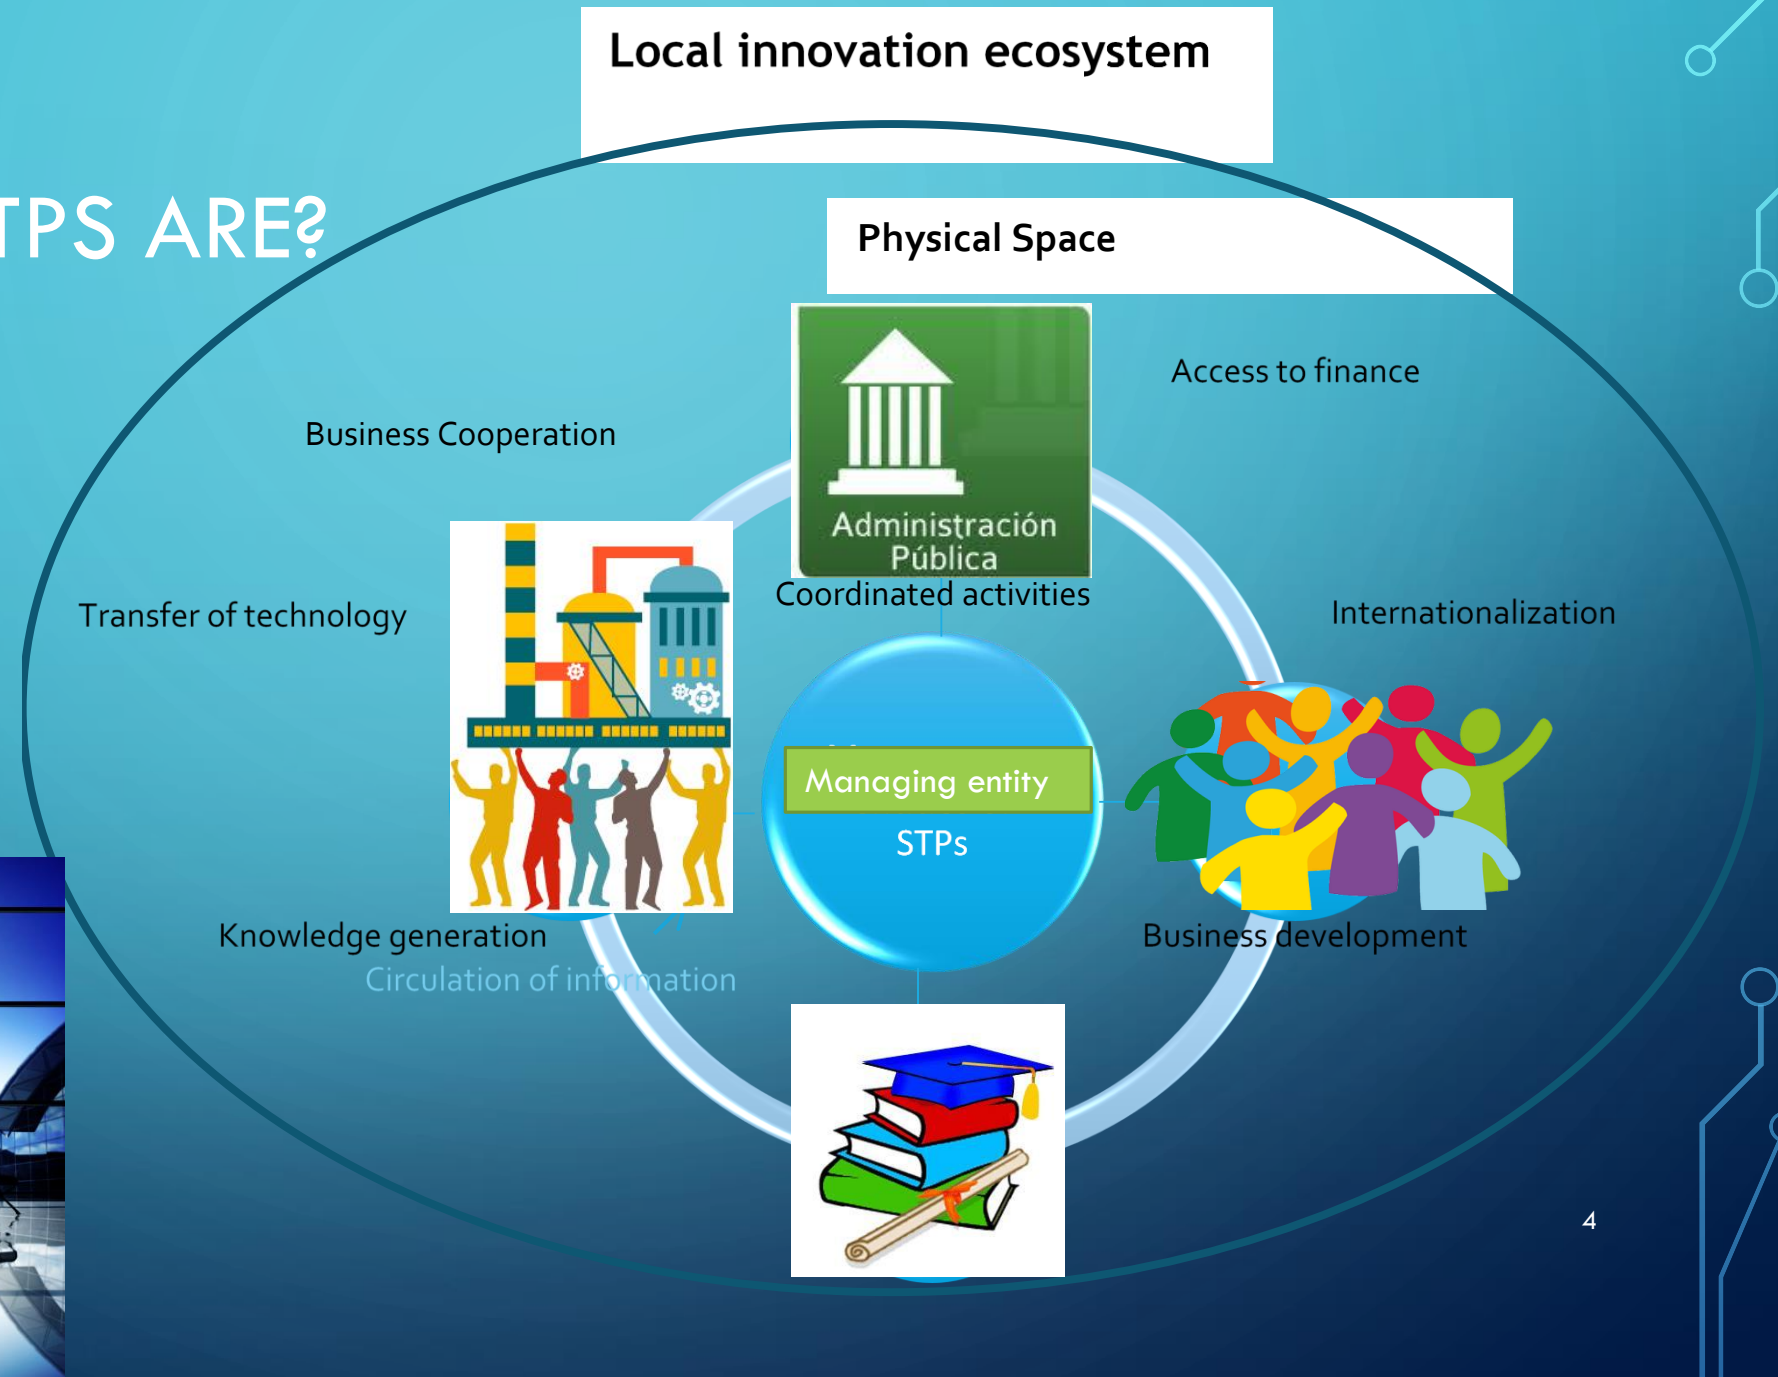 Local innovation ecosystem
TPS ARE?
Physical Space
Access to finance
Business Cooperation
Administración
Pública
Coordinated activities
Transfer of technology
Internationalization
Managing entity
STPs
Knowledge generation
Business development
Circulation of information
4